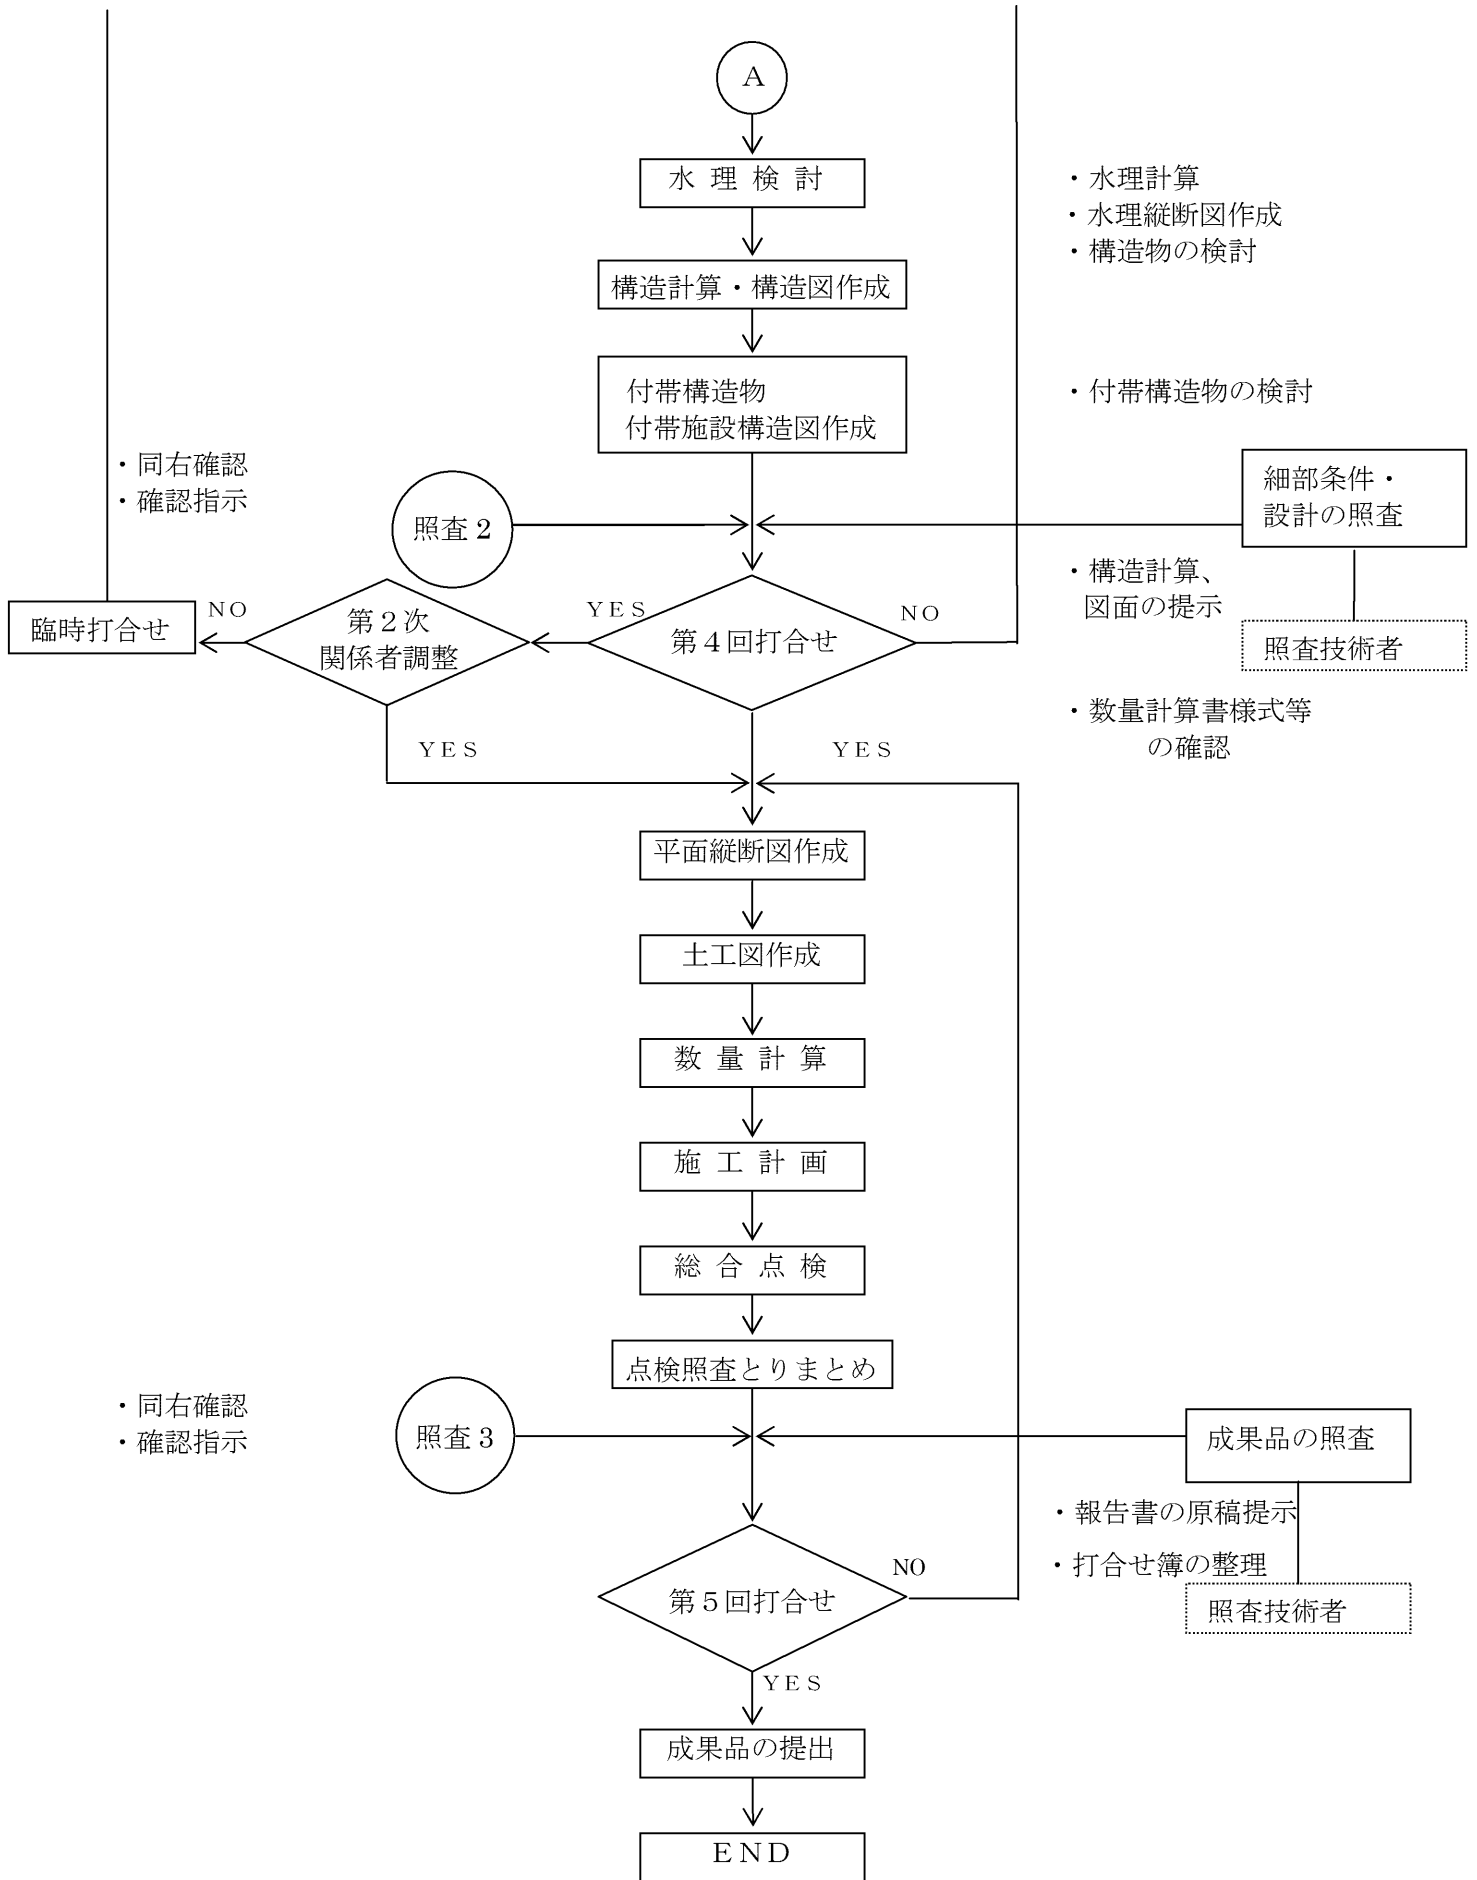 A
水理検討
・水理計算
・水理縦断図作成
・構造物の検討
構造計算・構造図作成
付帯構造物
付帯施設構造図作成
・付帯構造物の検討
・同右確認
・確認指示
照査2
細部条件・
設計の照査
・構造計算、
図面の提示
照査技術者
臨時打合せ
NO
第2次
関係者調整
YES
第4回打合せ
NO
・数量計算書様式等
の確認
YES
YES
平面縦断図作成
土工図作成
数量計算
施工計画
総合点検
点検照査とりまとめ
・同右確認
・確認指示
照査3
成果品の照査
・報告書の原稿提示
・打合せ簿の整理
照査技術者
第5回打合せ
NO
YES
成果品の提出
END